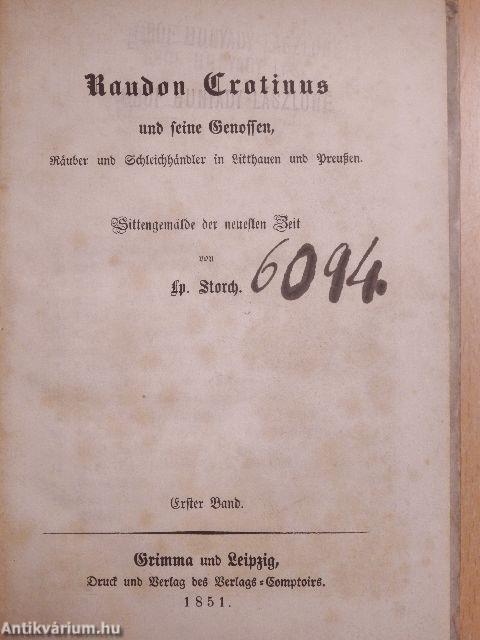 Raudon Crotinus
und seine Genossen,
Räuber und Schleichhändler in Litthauen und Preußen.
Sittengemälde der neuesten Zeit
von
Lp. Storch.
6094.
Erster Band.
Grimma und Leipzig,
Druck und Verlag des Verlags-Comptoirs.
1851.
Antikvárium.hu